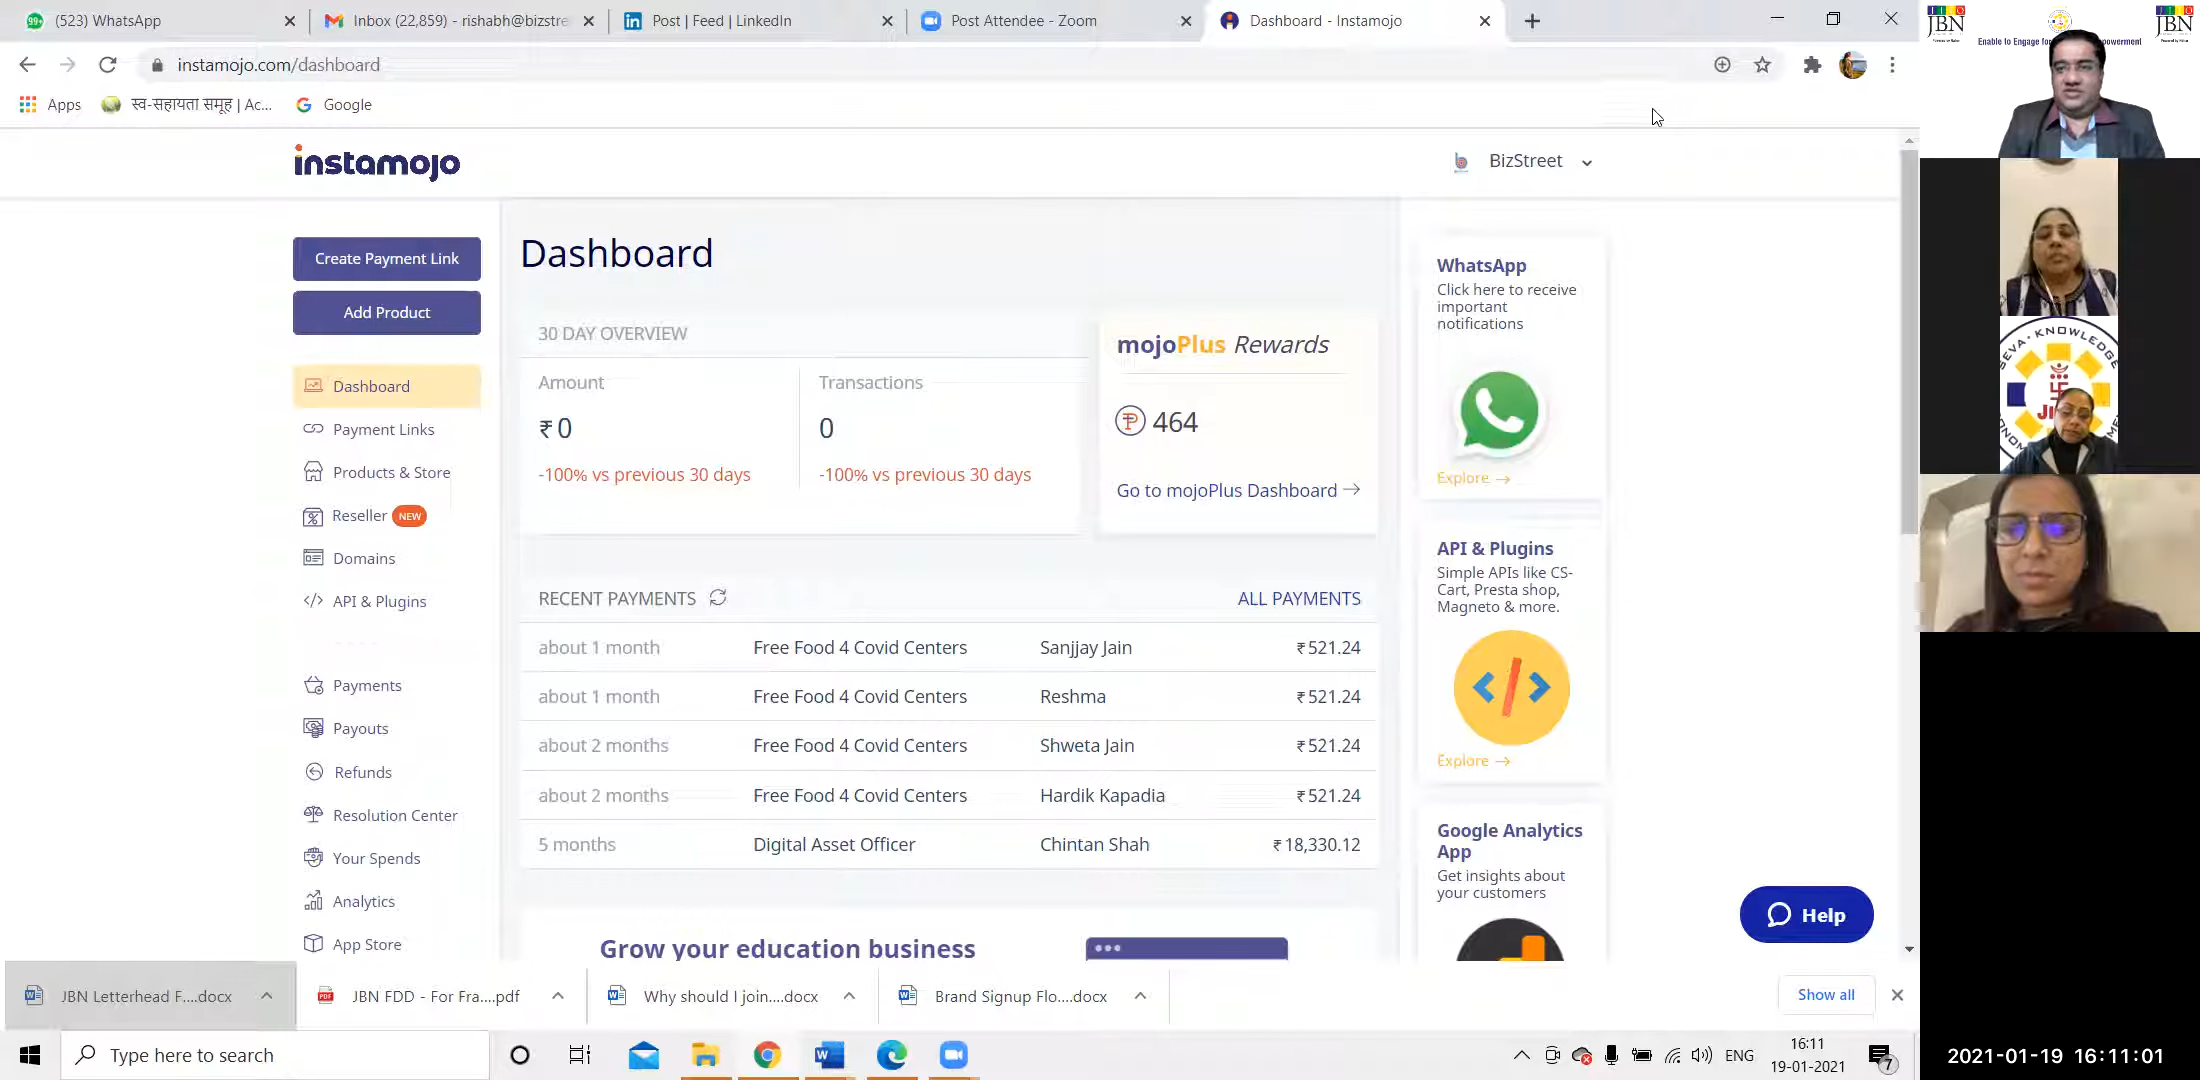 (523) WhatsApp
Inbox (22,859) - rishabh@bizstre
Post | Feed | LinkedIn
Post Attendee - Zoom
Dashboard - Instamojo
instamojo.com/dashboard
Apps
स्व-सहायता समूह | Ac...
Google
instamojo
BizStreet
Create Payment Link
Add Product
Dashboard
Payment Links
Products & Store
Reseller NEW
Domains
API & Plugins
Payments
Payouts
Refunds
Resolution Center
Your Spends
Analytics
App Store
Dashboard
30 DAY OVERVIEW
Amount
₹ 0
-100% vs previous 30 days
Transactions
0
-100% vs previous 30 days
mojoPlus Rewards
464
Go to mojoPlus Dashboard →
RECENT PAYMENTS
ALL PAYMENTS
about 1 month Free Food 4 Covid Centers Sanjjay Jain ₹ 521.24
about 1 month Free Food 4 Covid Centers Reshma ₹ 521.24
about 2 months Free Food 4 Covid Centers Shweta Jain ₹ 521.24
about 2 months Free Food 4 Covid Centers Hardik Kapadia ₹ 521.24
5 months Digital Asset Officer Chintan Shah ₹ 18,330.12
Grow your education business
WhatsApp
Click here to receive
important
notifications
Explore →
API & Plugins
Simple APIs like CS-
Cart, Presta shop,
Magneto & more.
Explore →
Google Analytics
App
Get insights about
your customers
Help
JBN Letterhead F....docx
JBN FDD - For Fra....pdf
Why should I join....docx
Brand Signup Flo....docx
Show all
Type here to search
ENG
16:11
19-01-2021
7
JBN
JBN
Enable to Engage for
SEVA • KNOWLEDGE
2021-01-19 16:11:01